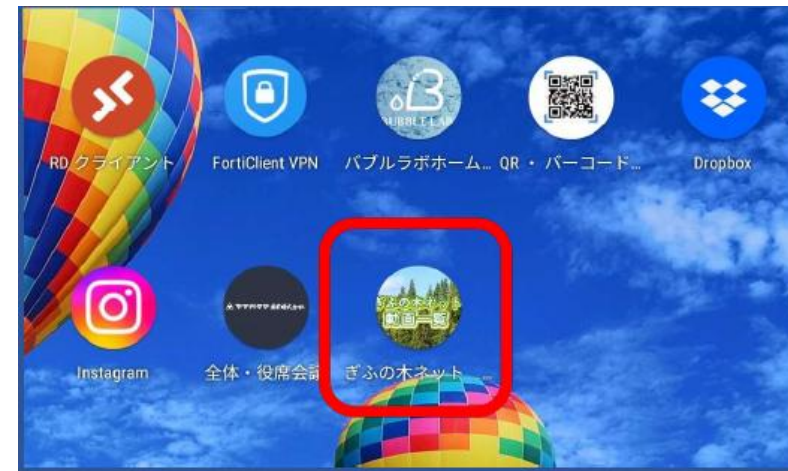 BUBBLE LAB
RD クライアント
FortiClient VPN
バブルラボホーム…
QR ・ バーコード…
Dropbox
ぎふの木ネット
動画一覧
Instagram
全体・役席会議
ぎふの木ネット …